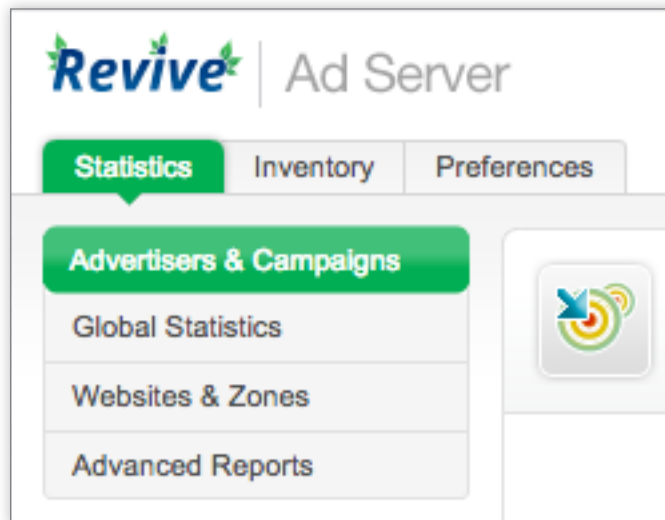 Revive Ad Server
Statistics Inventory Preferences
Advertisers & Campaigns
Global Statistics
Websites & Zones
Advanced Reports